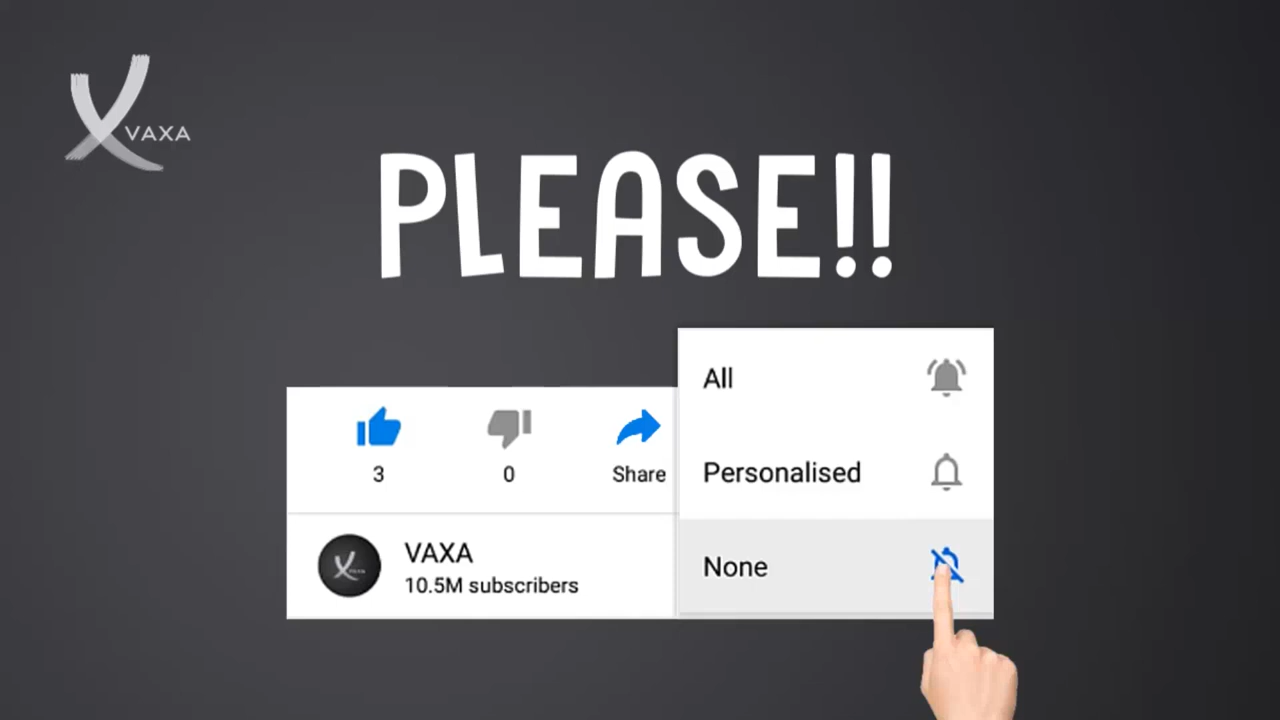 VAXA
PLEASE!!
All
Personalised
None
3
0
Share
VAXA
10.5M subscribers